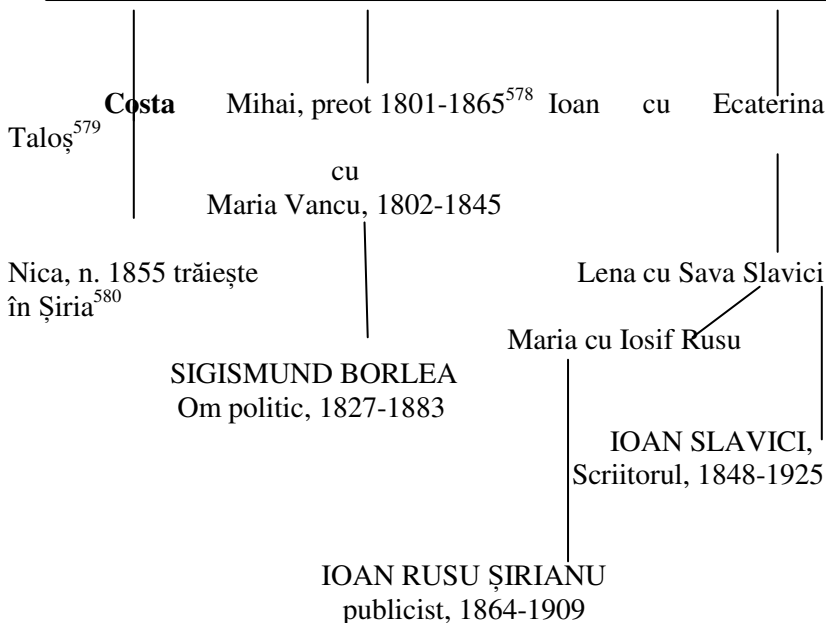 Costa Mihai, preot 1801-1865578 Ioan cu Ecaterina
Taloș579
cu
Maria Vancu, 1802-1845
Nica, n. 1855 trăiește
în Șiria580
Lena cu Sava Slavici
Maria cu Iosif Rusu
SIGISMUND BORLEA
Om politic, 1827-1883
IOAN SLAVICI,
Scriitorul, 1848-1925
IOAN RUSU ȘIRIANU
publicist, 1864-1909